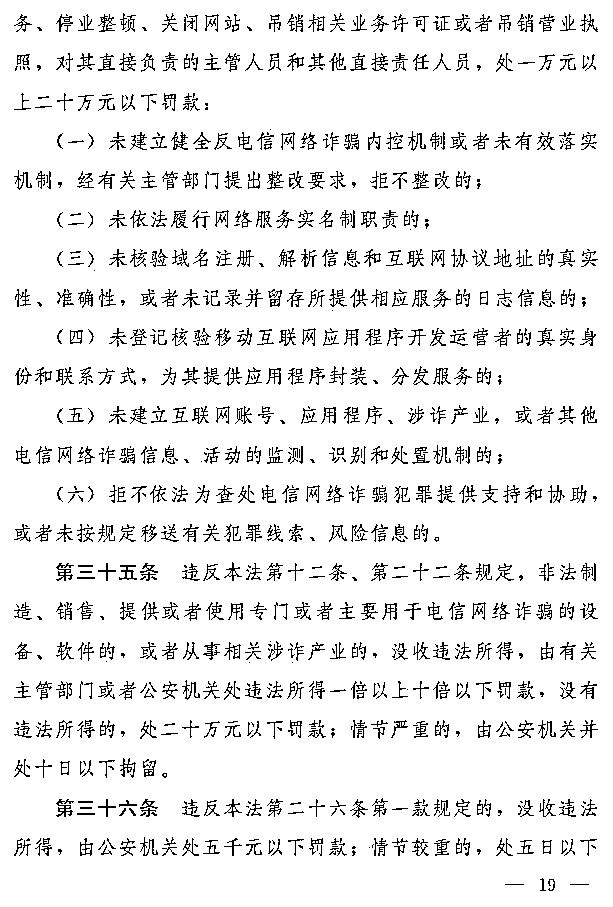 务、停业整顿、关闭网站、吊销相关业务许可证或者吊销营业执
照，对其直接负责的主管人员和其他直接责任人员，处一万元以
上二十万元以下罚款：
（一）未建立健全反电信网络诈骗内控机制或者未有效落实
机制，经有关主管部门提出整改要求，拒不整改的；
（二）未依法履行网络服务实名制职责的；
（三）未核验域名注册、解析信息和互联网协议地址的真实
性、准确性，或者未记录并留存所提供相应服务的日志信息的；
（四）未登记核验移动互联网应用程序开发运营者的真实身
份和联系方式，为其提供应用程序封装、分发服务的；
（五）未建立互联网账号、应用程序、涉诈产业，或者其他
电信网络诈骗信息、活动的监测、识别和处置机制的；
（六）拒不依法为查处电信网络诈骗犯罪提供支持和协助，
或者未按规定移送有关犯罪线索、风险信息的。
第三十五条　违反本法第十二条、第二十二条规定，非法制
造、销售、提供或者使用专门或者主要用于电信网络诈骗的设
备、软件的，或者从事相关涉诈产业的，没收违法所得，由有关
主管部门或者公安机关处违法所得一倍以上十倍以下罚款，没有
违法所得的，处二十万元以下罚款；情节严重的，由公安机关并
处十日以下拘留。
第三十六条　违反本法第二十六条第一款规定的，没收违法
所得，由公安机关处五千元以下罚款；情节较重的，处五日以下
— 19 —